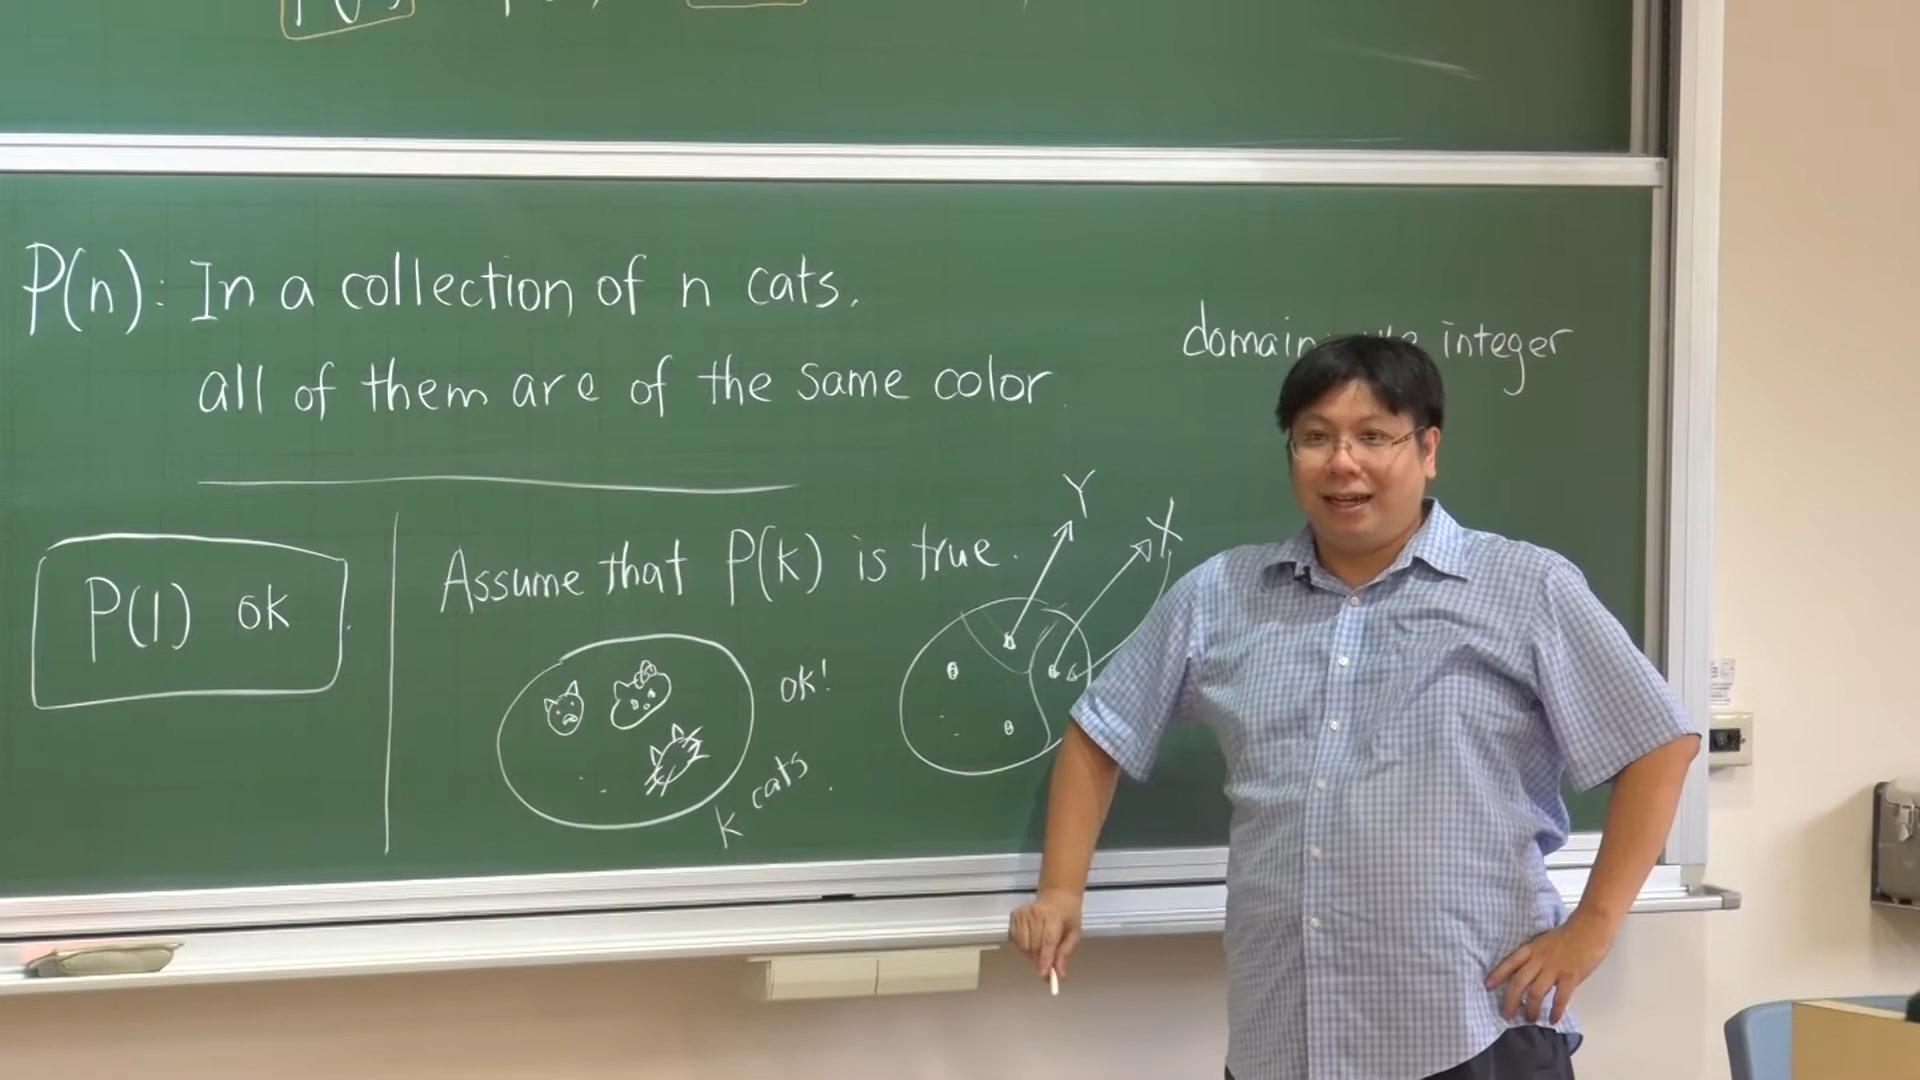 P(n): In a collection of n cats.
all of them are of the same color.
domain integer
P(1) ok
Assume that P(k) is true.
Y
X
ok!
k cats.